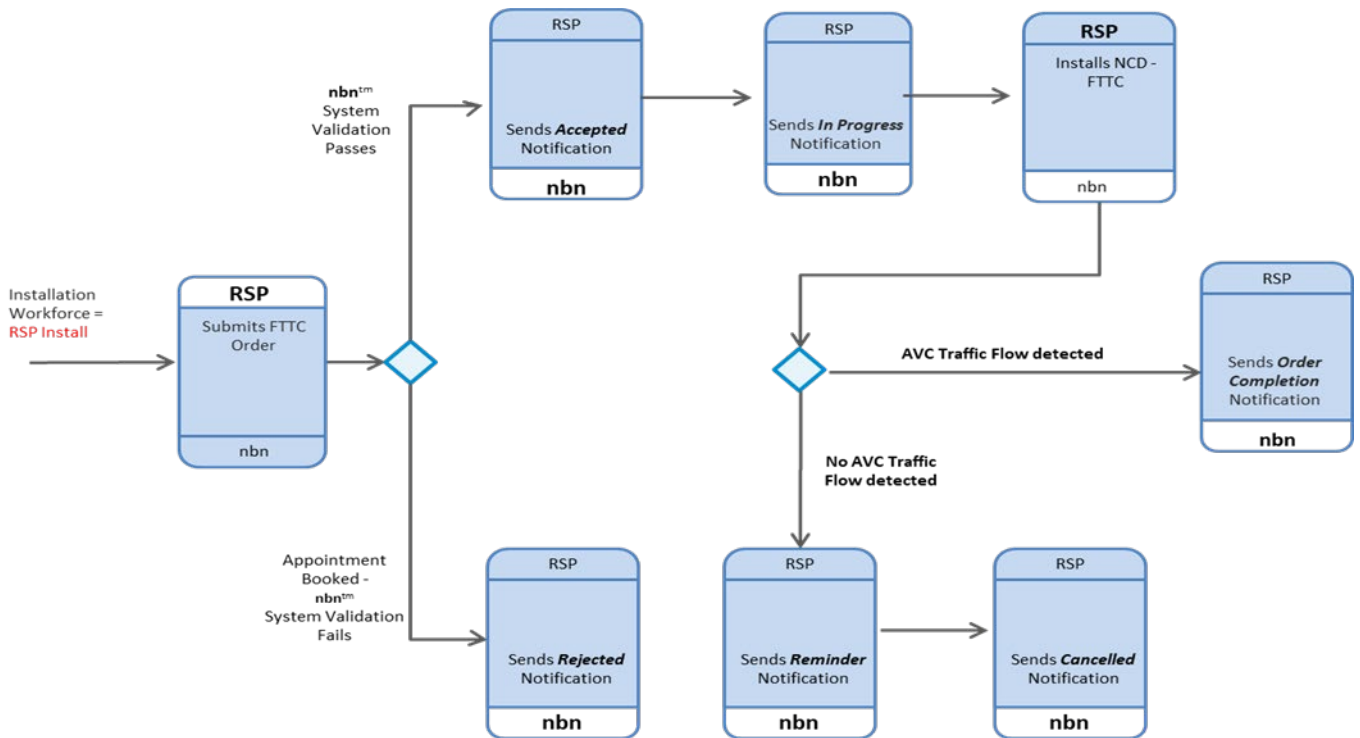 RSP
Sends Accepted
Notification
nbn
RSP
Sends In Progress
Notification
nbn
RSP
Installs NCD -
FTTC
nbn
nbn™
System
Validation
Passes
Installation
Workforce =
RSP Install
RSP
Submits FTTC
Order
nbn
AVC Traffic Flow detected
RSP
Sends Order
Completion
Notification
nbn
No AVC Traffic
Flow detected
Appointment
Booked -
nbn™
System Validation
Fails
RSP
Sends Rejected
Notification
nbn
RSP
Sends Reminder
Notification
nbn
RSP
Sends Cancelled
Notification
nbn